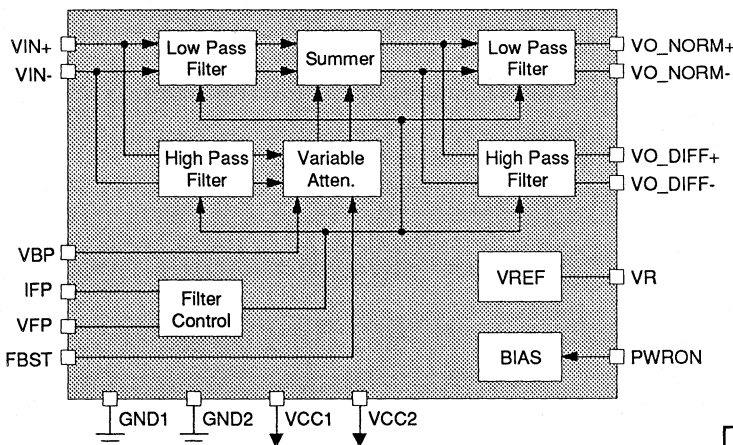 VIN+
VIN-
Low Pass
Filter
Summer
Low Pass
Filter
VO_NORM+
VO_NORM-
High Pass
Filter
Variable
Atten.
High Pass
Filter
VO_DIFF+
VO_DIFF-
VBP
IFP
VFP
FBST
Filter
Control
VREF
VR
BIAS
PWRON
GND1
GND2
VCC1
VCC2